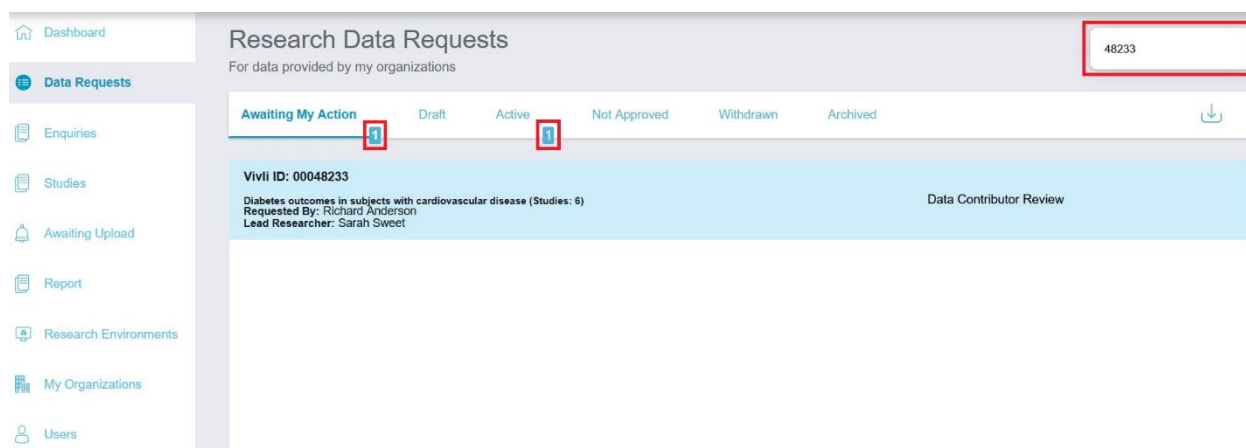 Dashboard
Data Requests
Enquiries
Studies
Awaiting Upload
Report
Research Environments
My Organizations
Users
Research Data Requests
For data provided by my organizations
48233
Awaiting My Action 1 Draft Active 1 Not Approved Withdrawn Archived
Vivli ID: 00048233
Diabetes outcomes in subjects with cardiovascular disease (Studies: 6)
Requested By: Richard Anderson
Lead Researcher: Sarah Sweet
Data Contributor Review